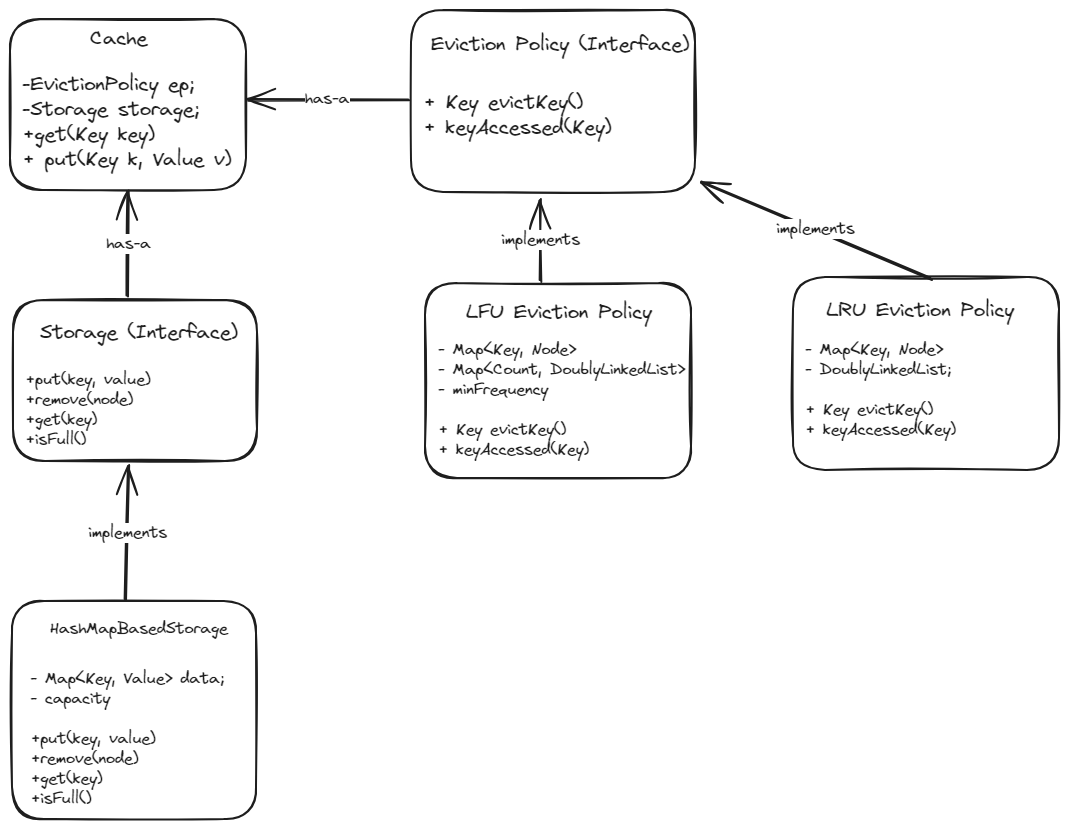 Cache
-EvictionPolicy ep;
-Storage storage;
+get(Key key)
+ put(Key k, Value v)
has-a
Eviction Policy (Interface)
+ Key evictKey()
+ keyAccessed(Key)
has-a
implements
implements
Storage (Interface)
+put(key, value)
+remove(node)
+get(key)
+isFull()
LFU Eviction Policy
- Map<Key, Node>
- Map<Count, DoublyLinkedList>
- minFrequency
+ Key evictKey()
+ keyAccessed(Key)
LRU Eviction Policy
- Map<Key, Node>
- DoublyLinkedList;
+ Key evictKey()
+ keyAccessed(Key)
implements
HashMapBasedStorage
- Map<Key, Value> data;
- capacity
+put(key, value)
+remove(node)
+get(key)
+isFull()